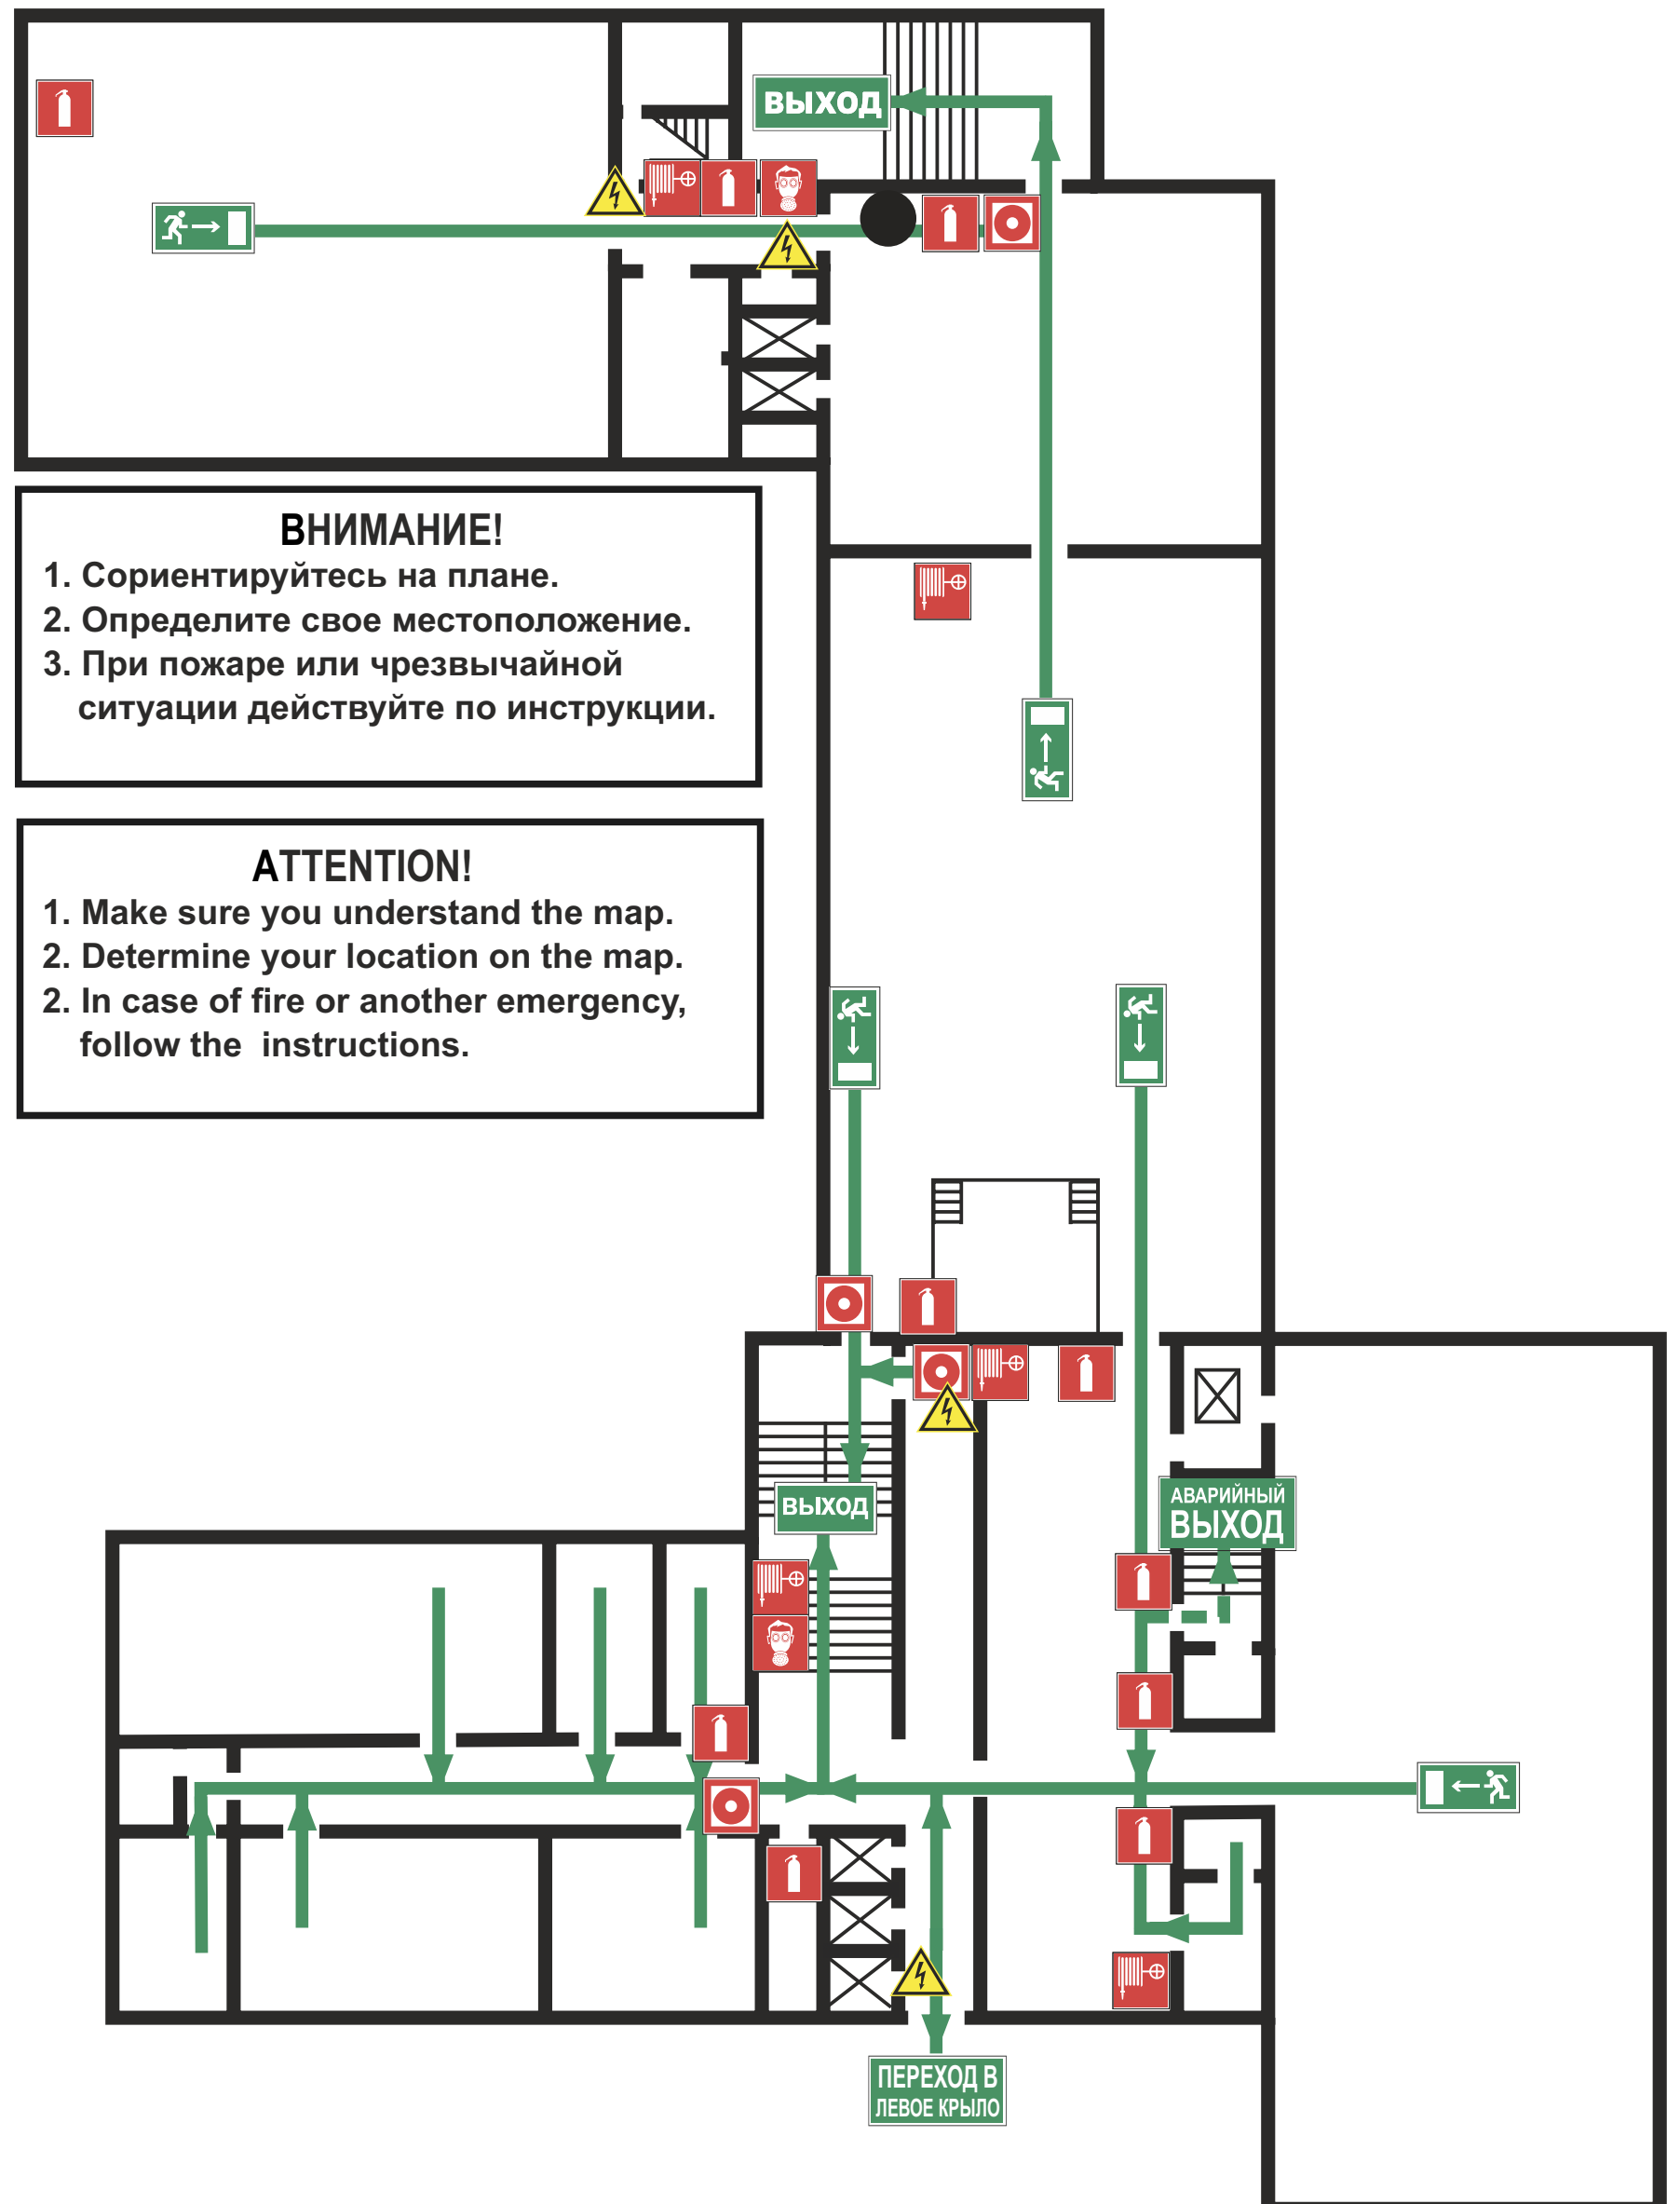 ВЫХОД
ВНИМАНИЕ!
1. Сориентируйтесь на плане.
2. Определите свое местоположение.
3. При пожаре или чрезвычайной
ситуации действуйте по инструкции.
ATTENTION!
1. Make sure you understand the map.
2. Determine your location on the map.
2. In case of fire or another emergency,
follow the instructions.
ВЫХОД
АВАРИЙНЫЙ
ВЫХОД
ПЕРЕХОД В
ЛЕВОЕ КРЫЛО